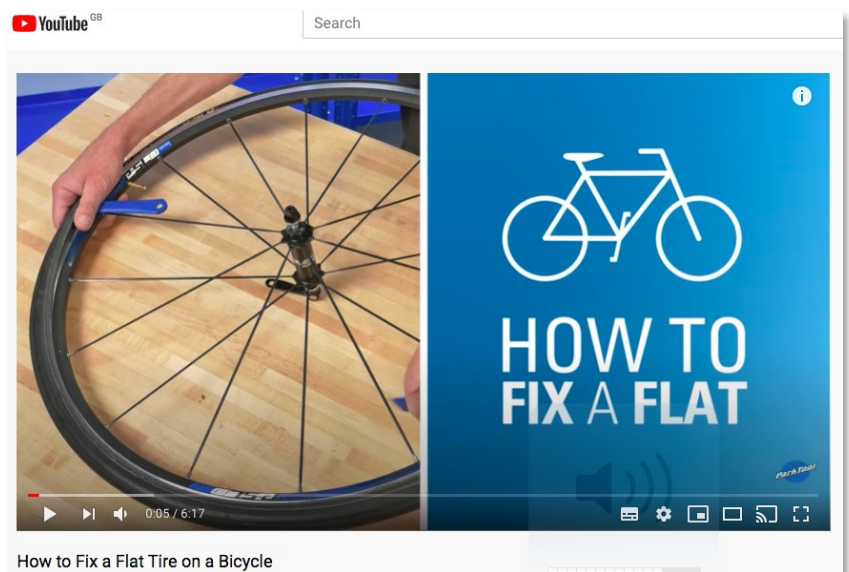 YouTube GB
Search
HOW TO
FIX A FLAT
ParkTool
0:05 / 6:17
How to Fix a Flat Tire on a Bicycle